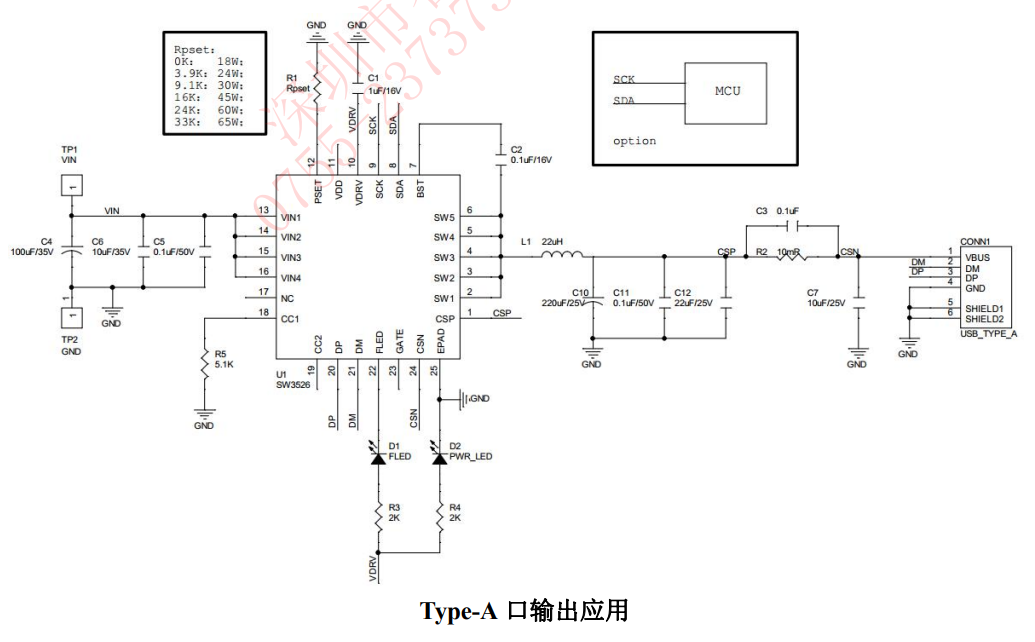 深圳市
0755-23737
GND
GND
Rpset:
0K: 18W:
3.9K: 24W;
9.1K: 30W;
16K: 45W;
24K: 60W;
33K: 65W;
R1
Rpset
C1
1uF/16V
VDRV
SCK
SDA
SCK
SDA
MCU
option
C2
0.1uF/16V
TP1
VIN
1
12
11
10
9
8
7
PSET
VDD
VDRV
SCK
SDA
BST
VIN
13
VIN1
14
VIN2
15
VIN3
16
VIN4
17
NC
18
CC1
SW5
6
SW4
5
SW3
4
SW2
3
SW1
2
CSP
1
CSP
C4
100uF/35V
C6
10uF/35V
C5
0.1uF/50V
1
TP2
GND
GND
R5
5.1K
GND
L1
22uH
C3
0.1uF
CSP
R2
10mR
CSN
C10
220uF/25V
C11
0.1uF/50V
C12
22uF/25V
C7
10uF/25V
GND
GND
CONN1
1
VBUS
DM
2
DM
DP
3
DP
4
GND
5
SHIELD1
6
SHIELD2
USB_TYPE_A
GND
CC2
DP
DM
FLED
GATE
CSN
EPAD
U1
SW3526
19
20
21
22
23
24
25
DP
DM
CSN
GND
D1
FLED
D2
PWR_LED
R3
2K
R4
2K
VDRV
Type-A 口输出应用